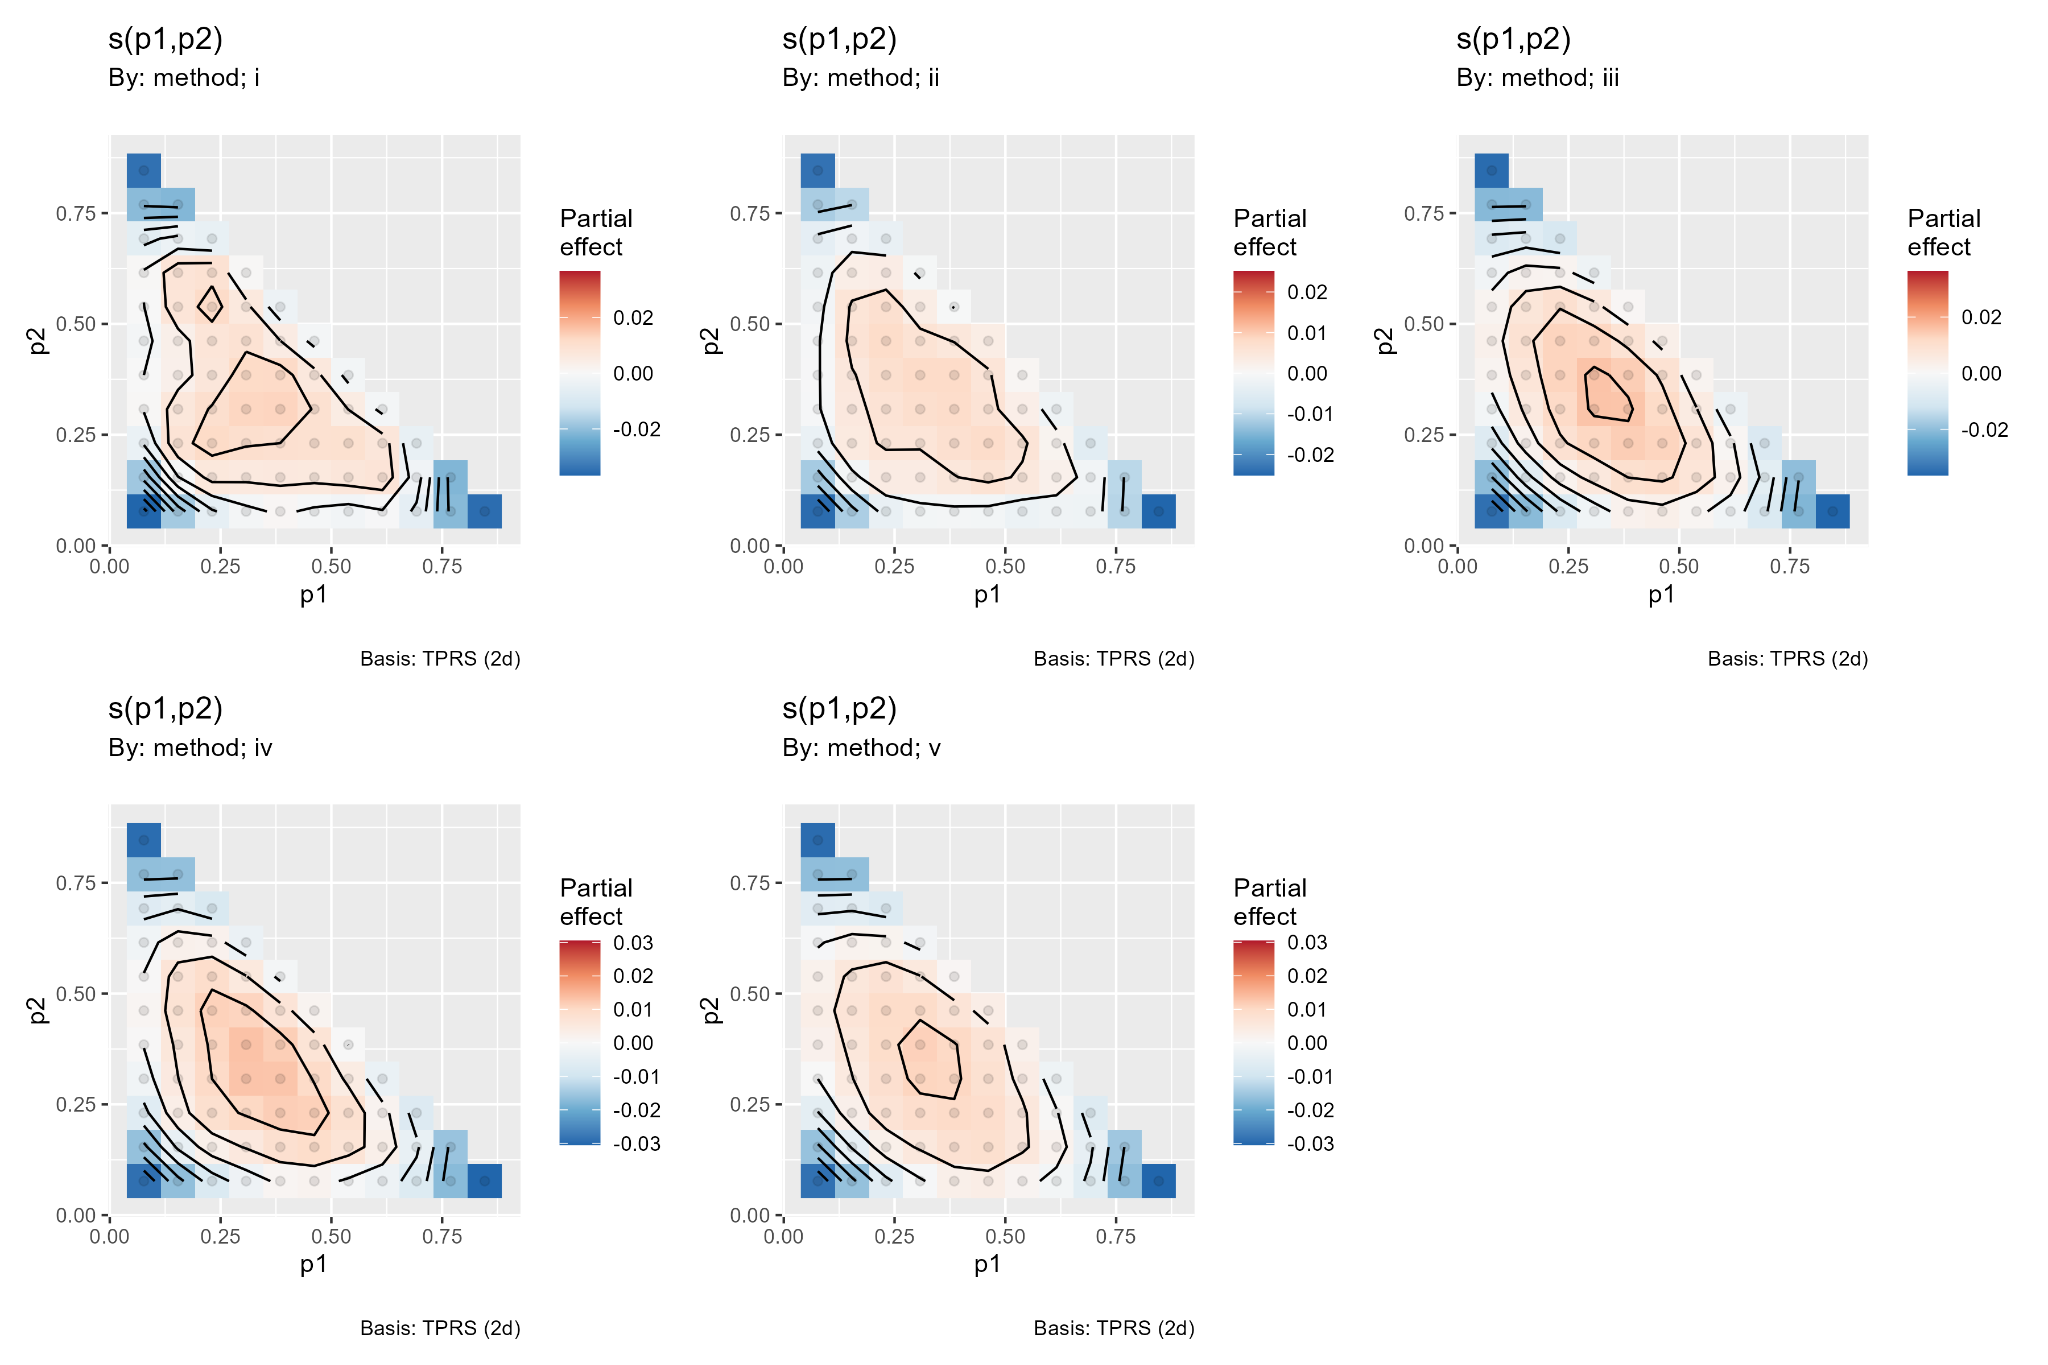 s(p1,p2)
By: method; i
p2
0.75
0.50
0.25
0.00
0.00
0.25
0.50
0.75
p1
Partial
effect
0.02
0.00
-0.02
Basis: TPRS (2d)
s(p1,p2)
By: method; ii
p2
0.75
0.50
0.25
0.00
0.00
0.25
0.50
0.75
p1
Partial
effect
0.02
0.01
0.00
-0.01
-0.02
Basis: TPRS (2d)
s(p1,p2)
By: method; iii
p2
0.75
0.50
0.25
0.00
0.00
0.25
0.50
0.75
p1
Partial
effect
0.02
0.00
-0.02
Basis: TPRS (2d)
s(p1,p2)
By: method; iv
p2
0.75
0.50
0.25
0.00
0.00
0.25
0.50
0.75
p1
Partial
effect
0.03
0.02
0.01
0.00
-0.01
-0.02
-0.03
Basis: TPRS (2d)
s(p1,p2)
By: method; v
p2
0.75
0.50
0.25
0.00
0.00
0.25
0.50
0.75
p1
Partial
effect
0.03
0.02
0.01
0.00
-0.01
-0.02
-0.03
Basis: TPRS (2d)